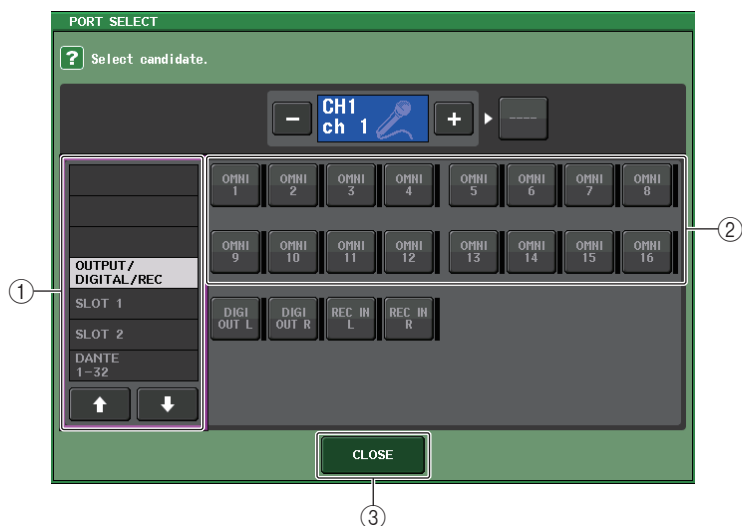 PORT SELECT
? Select candidate.
− CH1 + ----
ch 1
OUTPUT/
DIGITAL/REC
SLOT 1
SLOT 2
DANTE
1-32
OMNI OMNI OMNI OMNI OMNI OMNI OMNI OMNI
1 2 3 4 5 6 7 8
OMNI OMNI OMNI OMNI OMNI OMNI OMNI OMNI
9 10 11 12 13 14 15 16
DIGI DIGI REC IN REC IN
OUT L OUT R L R
CLOSE
1
2
3